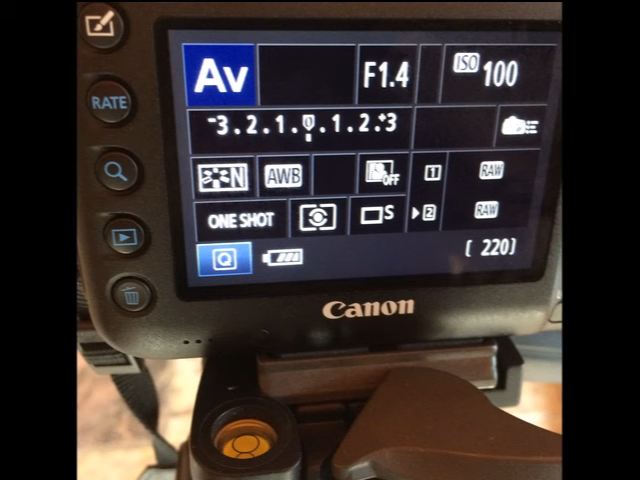 Av F1.4 ISO 100
-3.2.1.0.1.2.+3
N AWB OFF 1 RAW
ONE SHOT S 2 RAW
Q [ 220]
RATE
Canon